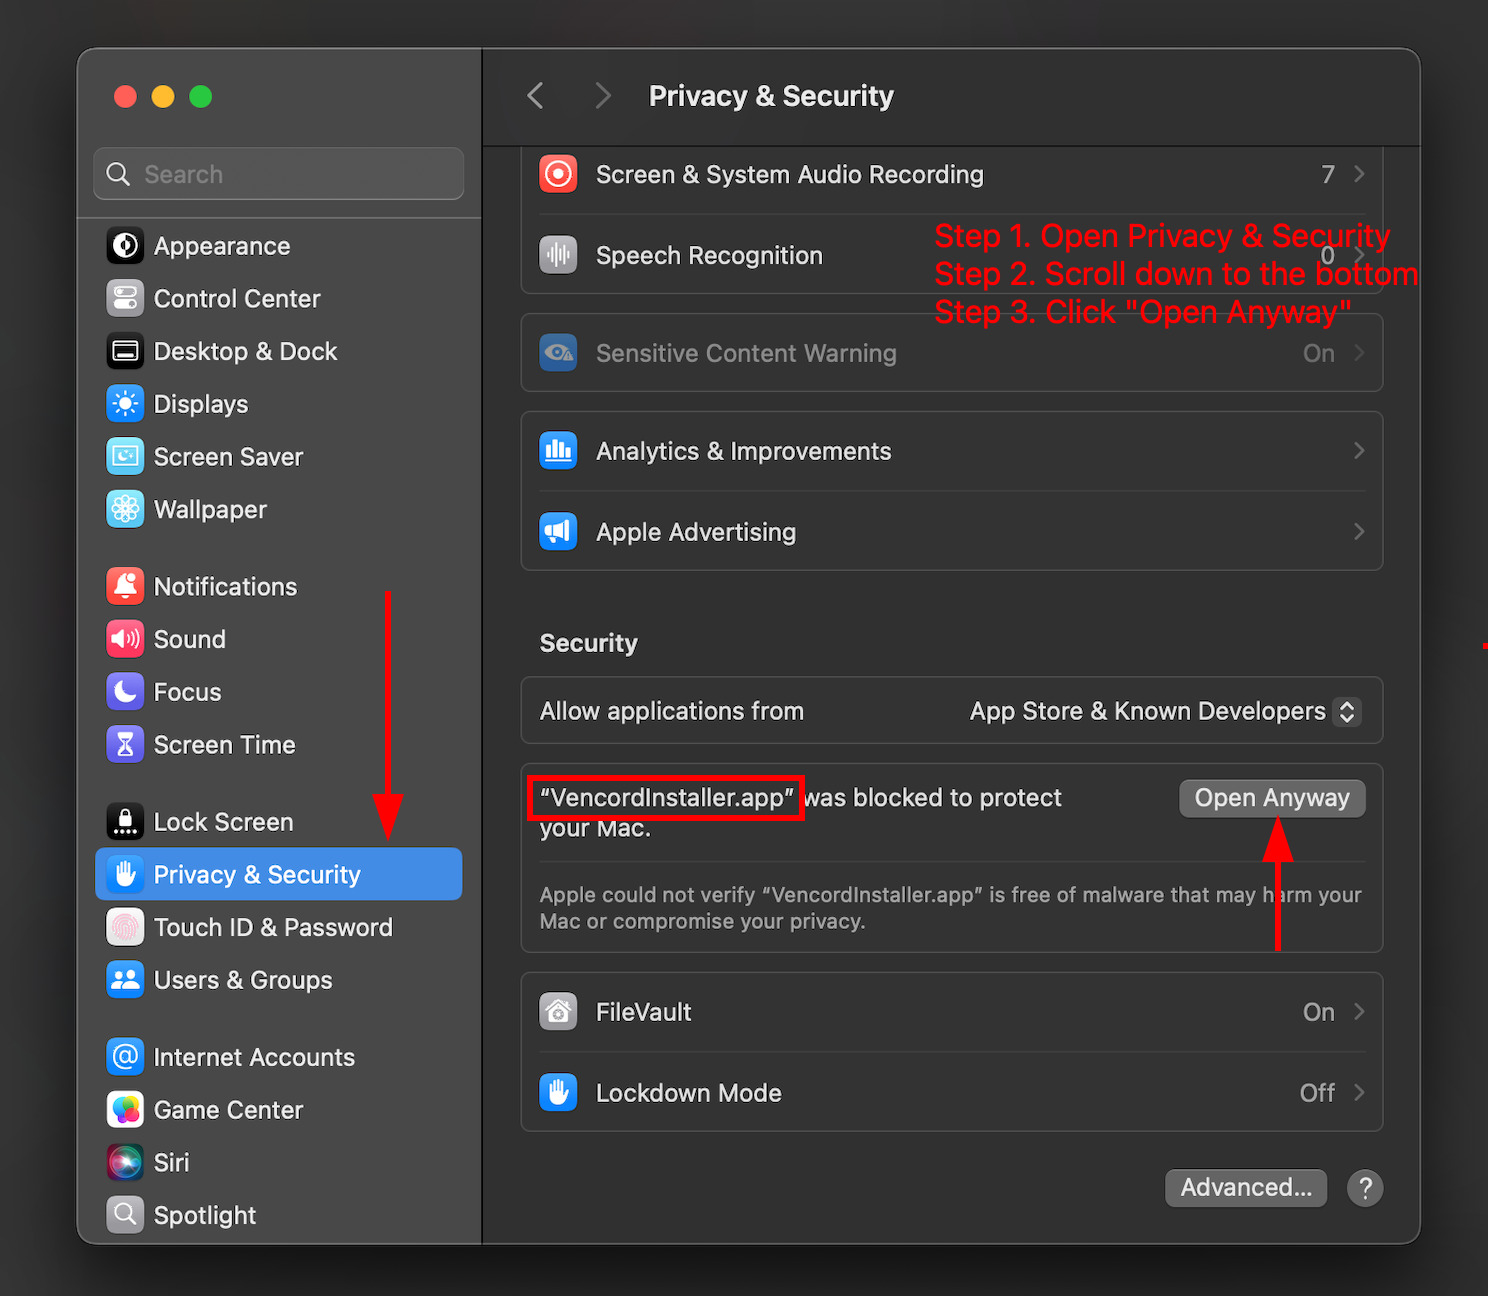 Search
Appearance
Control Center
Desktop & Dock
Displays
Screen Saver
Wallpaper
Notifications
Sound
Focus
Screen Time
Lock Screen
Privacy & Security
Touch ID & Password
Users & Groups
Internet Accounts
Game Center
Siri
Spotlight
Privacy & Security
Screen & System Audio Recording 7
Step 1. Open Privacy & Security
Speech Recognition 0
Step 2. Scroll down to the bottom
Step 3. Click "Open Anyway"
Sensitive Content Warning On
Analytics & Improvements
Apple Advertising
Security
Allow applications from App Store & Known Developers
“VencordInstaller.app” was blocked to protect
your Mac.
Open Anyway
Apple could not verify “VencordInstaller.app” is free of malware that may harm your
Mac or compromise your privacy.
FileVault On
Lockdown Mode Off
Advanced... ?